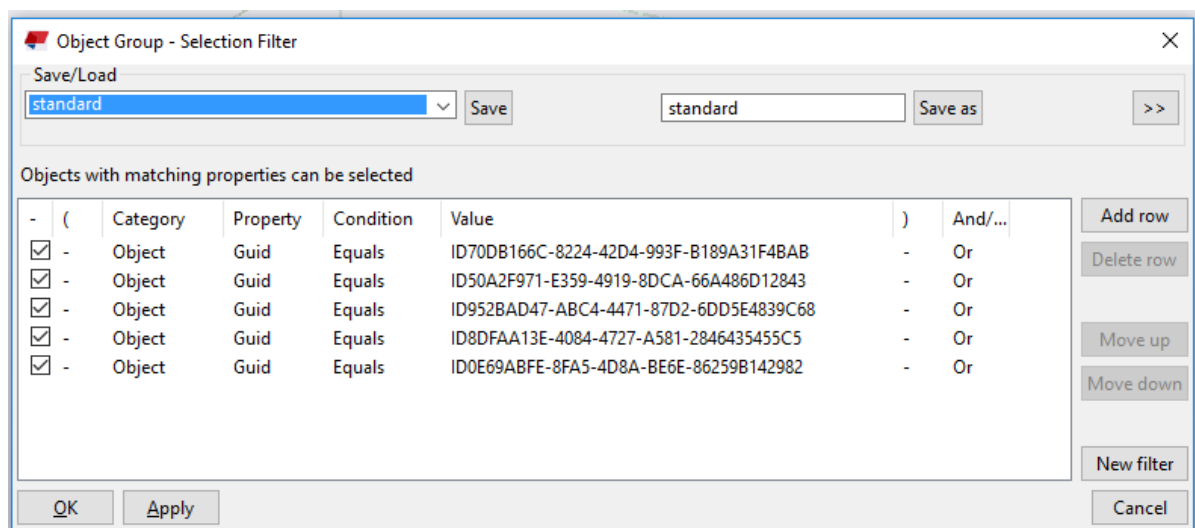 Object Group - Selection Filter
Save/Load
standard Save standard Save as >>
Objects with matching properties can be selected
- ( Category Property Condition Value ) And/...
- Object Guid Equals ID70DB166C-8224-42D4-993F-B189A31F4BAB - Or
- Object Guid Equals ID50A2F971-E359-4919-8DCA-66A486D12843 - Or
- Object Guid Equals ID952BAD47-ABC4-4471-87D2-6DD5E4839C68 - Or
- Object Guid Equals ID8DFAA13E-4084-4727-A581-2846435455C5 - Or
- Object Guid Equals ID0E69ABFE-8FA5-4D8A-BE6E-86259B142982 - Or
Add row
Delete row
Move up
Move down
New filter
OK Apply Cancel